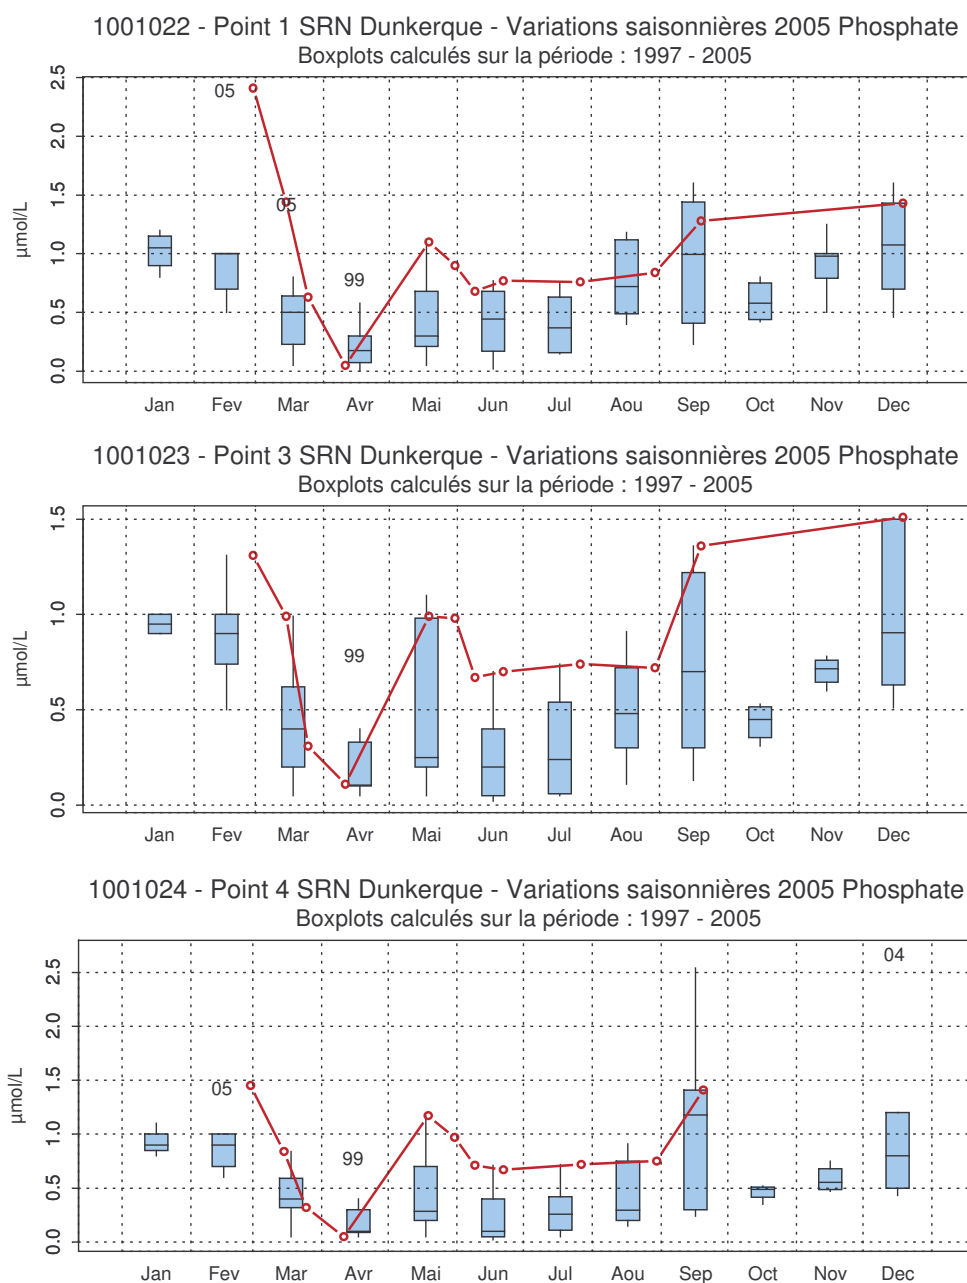 1001022 - Point 1 SRN Dunkerque - Variations saisonnières 2005 Phosphate
Boxplots calculés sur la période : 1997 - 2005
µmol/L
2.5
2.0
1.5
1.0
0.5
0.0
05
05
99
Jan Fev Mar Avr Mai Jun Jul Aou Sep Oct Nov Dec
1001023 - Point 3 SRN Dunkerque - Variations saisonnières 2005 Phosphate
Boxplots calculés sur la période : 1997 - 2005
µmol/L
1.5
1.0
0.5
0.0
99
Jan Fev Mar Avr Mai Jun Jul Aou Sep Oct Nov Dec
1001024 - Point 4 SRN Dunkerque - Variations saisonnières 2005 Phosphate
Boxplots calculés sur la période : 1997 - 2005
µmol/L
2.5
2.0
1.5
1.0
0.5
0.0
04
05
99
Jan Fev Mar Avr Mai Jun Jul Aou Sep Oct Nov Dec